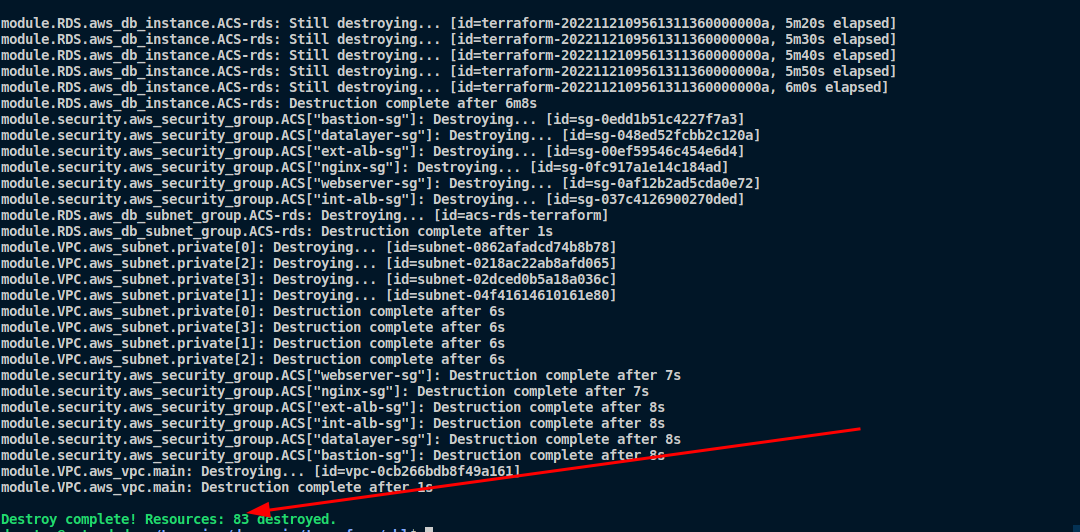 module.RDS.aws_db_instance.ACS-rds: Still destroying... [id=terraform-20221121095613113600000000a, 5m20s elapsed]
module.RDS.aws_db_instance.ACS-rds: Still destroying... [id=terraform-20221121095613113600000000a, 5m30s elapsed]
module.RDS.aws_db_instance.ACS-rds: Still destroying... [id=terraform-20221121095613113600000000a, 5m40s elapsed]
module.RDS.aws_db_instance.ACS-rds: Still destroying... [id=terraform-20221121095613113600000000a, 5m50s elapsed]
module.RDS.aws_db_instance.ACS-rds: Still destroying... [id=terraform-20221121095613113600000000a, 6m0s elapsed]
module.RDS.aws_db_instance.ACS-rds: Destruction complete after 6m8s
module.security.aws_security_group.ACS["bastion-sg"]: Destroying... [id=sg-0edd1b51c4227f7a3]
module.security.aws_security_group.ACS["datalayer-sg"]: Destroying... [id=sg-048ed52fcbb2c120a]
module.security.aws_security_group.ACS["ext-alb-sg"]: Destroying... [id=sg-00ef59546c454e6d4]
module.security.aws_security_group.ACS["nginx-sg"]: Destroying... [id=sg-0fc917a1e14c184ad]
module.security.aws_security_group.ACS["webserver-sg"]: Destroying... [id=sg-0af12b2ad5cda0e72]
module.security.aws_security_group.ACS["int-alb-sg"]: Destroying... [id=sg-037c4126900270ded]
module.RDS.aws_db_subnet_group.ACS-rds: Destroying... [id=acs-rds-terraform]
module.RDS.aws_db_subnet_group.ACS-rds: Destruction complete after 1s
module.VPC.aws_subnet.private[0]: Destroying... [id=subnet-0862afadcd74b8b78]
module.VPC.aws_subnet.private[2]: Destroying... [id=subnet-0218ac22ab8afd065]
module.VPC.aws_subnet.private[3]: Destroying... [id=subnet-02dced0b5a18a036c]
module.VPC.aws_subnet.private[1]: Destroying... [id=subnet-04f41614610161e80]
module.VPC.aws_subnet.private[0]: Destruction complete after 6s
module.VPC.aws_subnet.private[3]: Destruction complete after 6s
module.VPC.aws_subnet.private[1]: Destruction complete after 6s
module.VPC.aws_subnet.private[2]: Destruction complete after 6s
module.security.aws_security_group.ACS["webserver-sg"]: Destruction complete after 7s
module.security.aws_security_group.ACS["nginx-sg"]: Destruction complete after 7s
module.security.aws_security_group.ACS["ext-alb-sg"]: Destruction complete after 8s
module.security.aws_security_group.ACS["int-alb-sg"]: Destruction complete after 8s
module.security.aws_security_group.ACS["datalayer-sg"]: Destruction complete after 8s
module.security.aws_security_group.ACS["bastion-sg"]: Destruction complete after 8s
module.VPC.aws_vpc.main: Destroying... [id=vpc-0cb266bdb8f49a161]
module.VPC.aws_vpc.main: Destruction complete after 1s
Destroy complete! Resources: 83 destroyed.